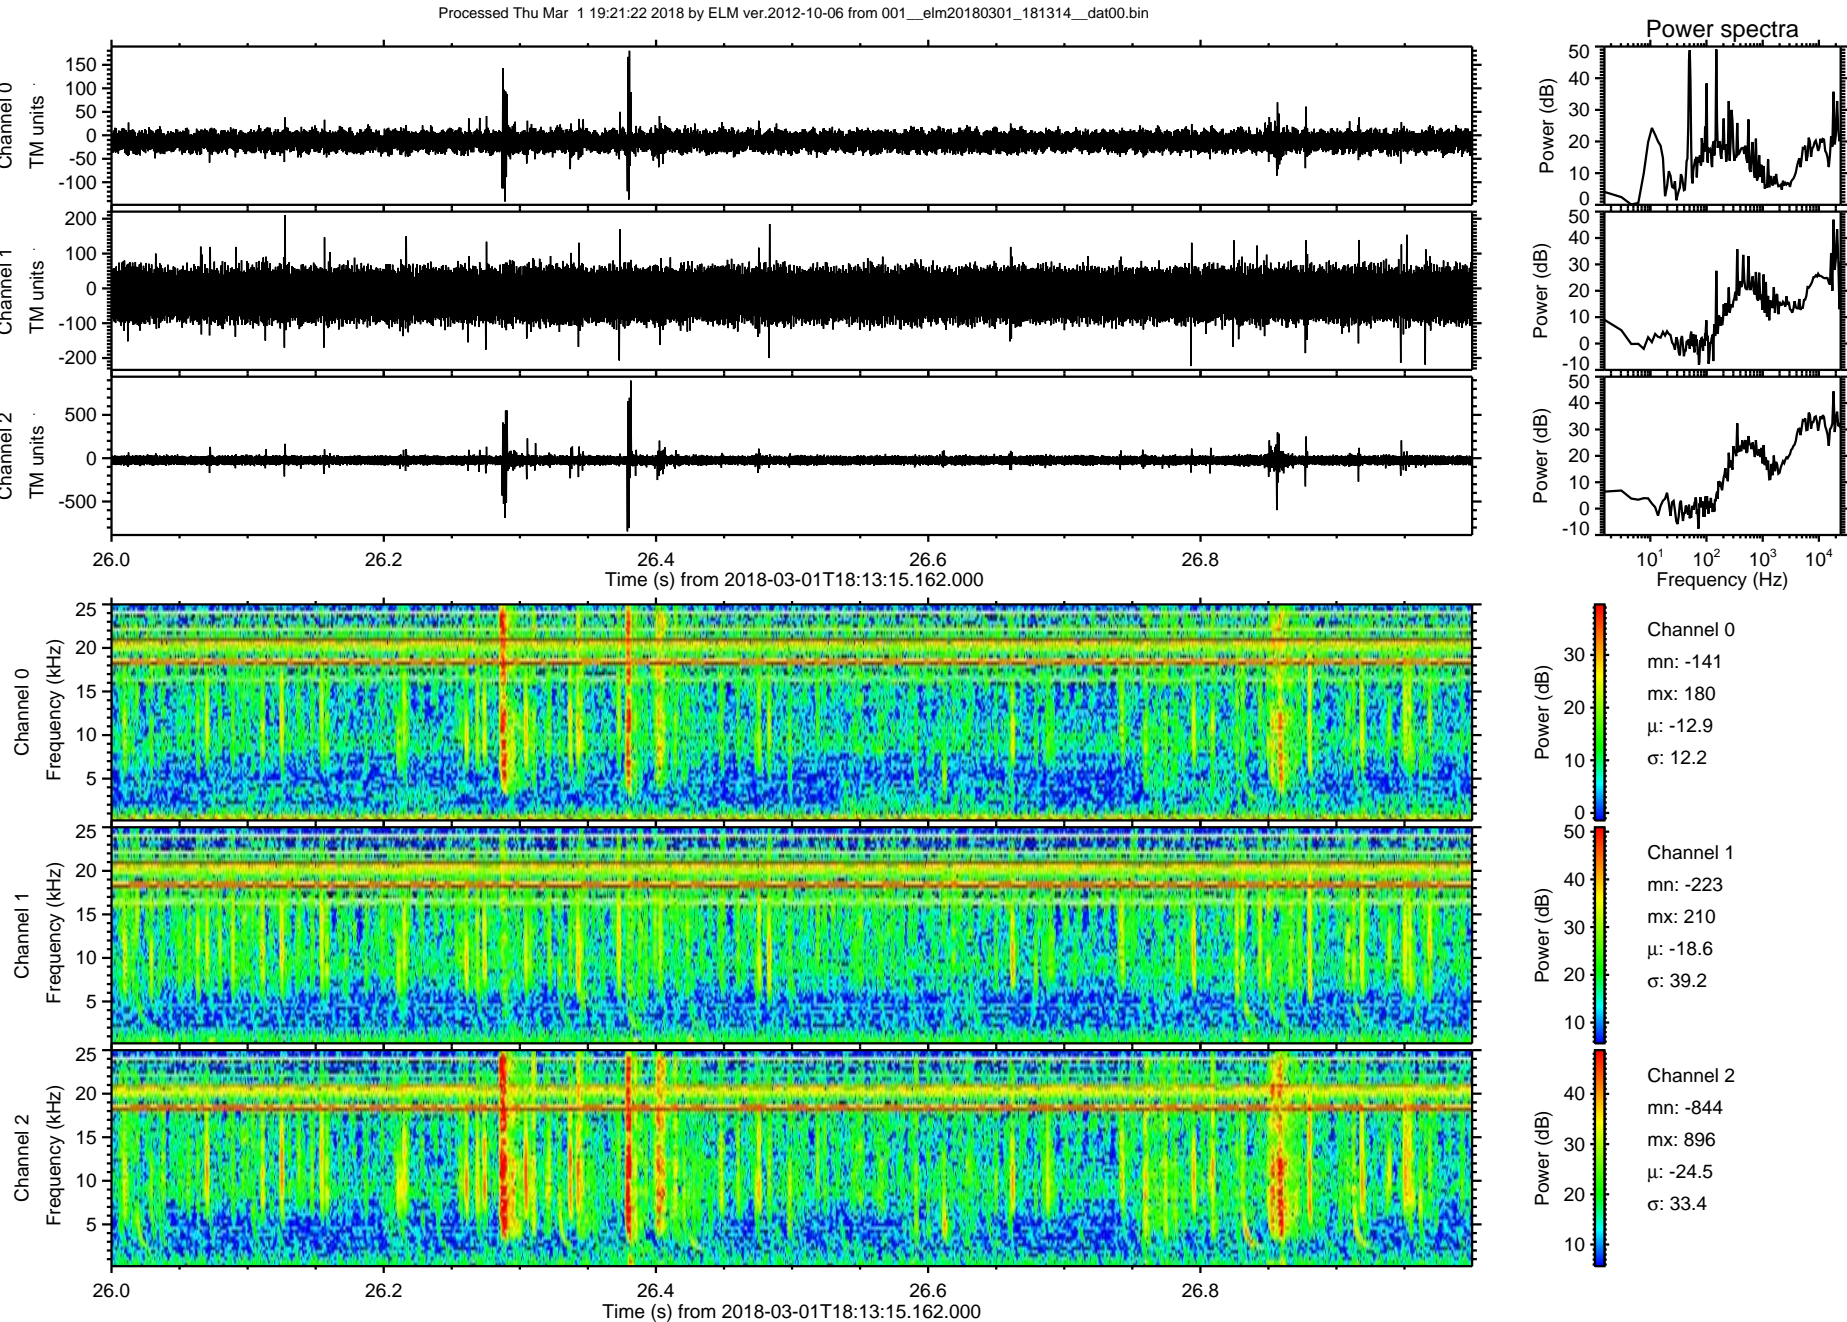 Processed Thu Mar  1 19:21:22 2018 by ELM ver.2012-10-06 from 001__elm20180301_181314__dat00.bin
Power spectra
Channel 0
TM units
150
100
50
0
-50
-100
Power (dB)
50
40
30
20
10
0
Channel 1
TM units
200
100
0
-100
-200
Power (dB)
50
40
30
20
10
0
-10
Channel 2
TM units
500
0
-500
Power (dB)
50
40
30
20
10
0
-10
26.0 26.2 26.4 26.6 26.8
Time (s) from 2018-03-01T18:13:15.162.000
10^1 10^2 10^3 10^4
Frequency (Hz)
Channel 0
Frequency (kHz)
25
20
15
10
5
Power (dB)
30
20
10
0
Channel 0
mn: -141
mx: 180
μ: -12.9
σ: 12.2
Channel 1
Frequency (kHz)
25
20
15
10
5
Power (dB)
50
40
30
20
10
Channel 1
mn: -223
mx: 210
μ: -18.6
σ: 39.2
Channel 2
Frequency (kHz)
25
20
15
10
5
Power (dB)
40
30
20
10
Channel 2
mn: -844
mx: 896
μ: -24.5
σ: 33.4
26.0 26.2 26.4 26.6 26.8
Time (s) from 2018-03-01T18:13:15.162.000